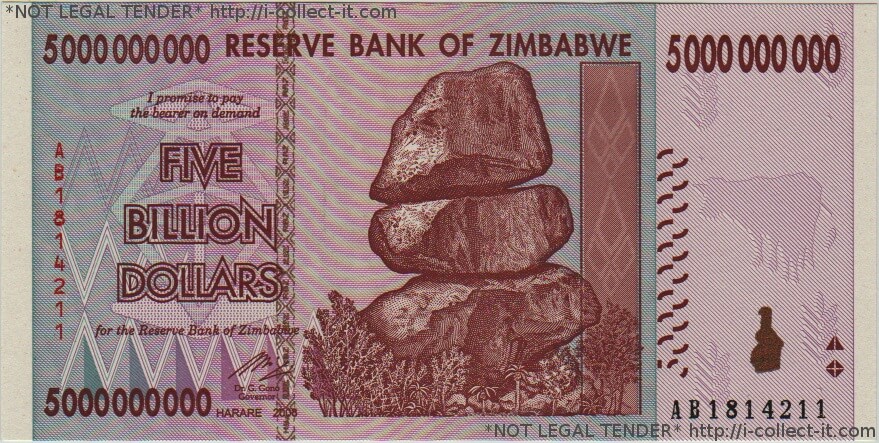 *NOT LEGAL TENDER* http://i-collect-it.com
5000000000 RESERVE BANK OF ZIMBABWE 5000000000
I promise to pay
the bearer on demand
FIVE
BILLION
DOLLARS
AB1814211
for the Reserve Bank of Zimbabwe
Dr. G. Gono
Governor
5000000000 HARARE 2008
AB1814211
*NOT LEGAL TENDER* http://i-collect-it.com